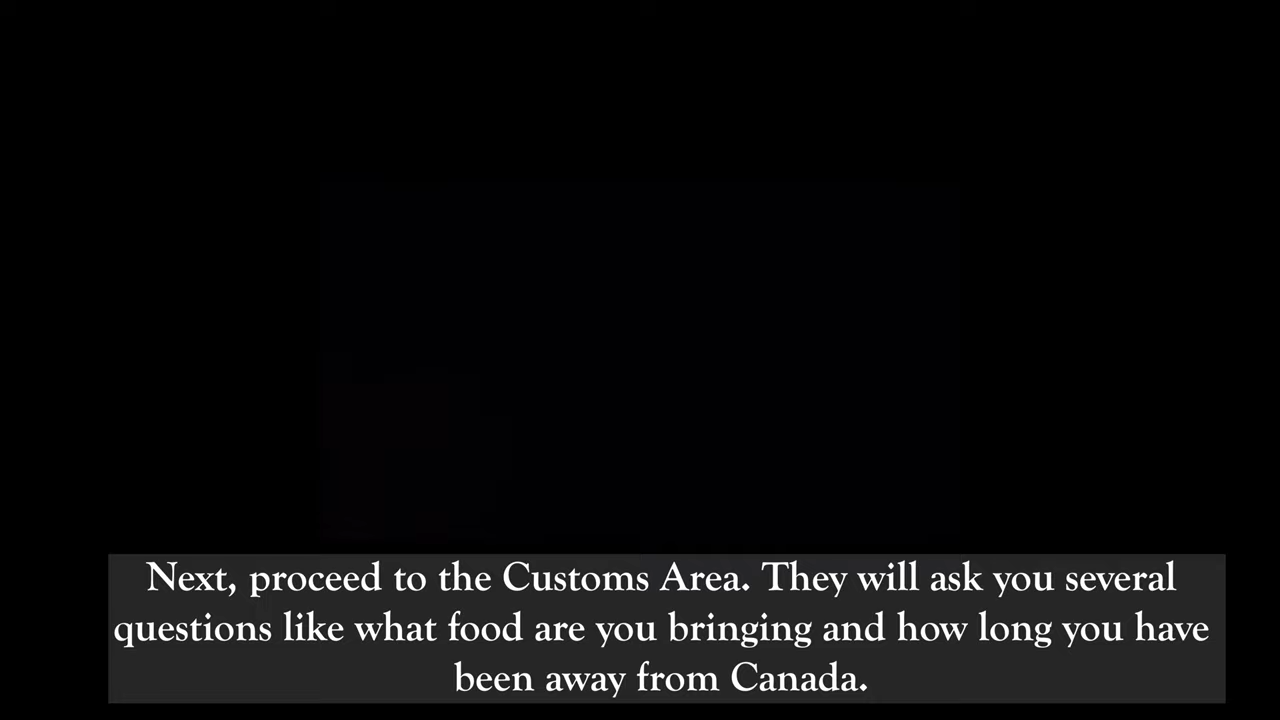 Next, proceed to the Customs Area. They will ask you several
questions like what food are you bringing and how long you have
been away from Canada.